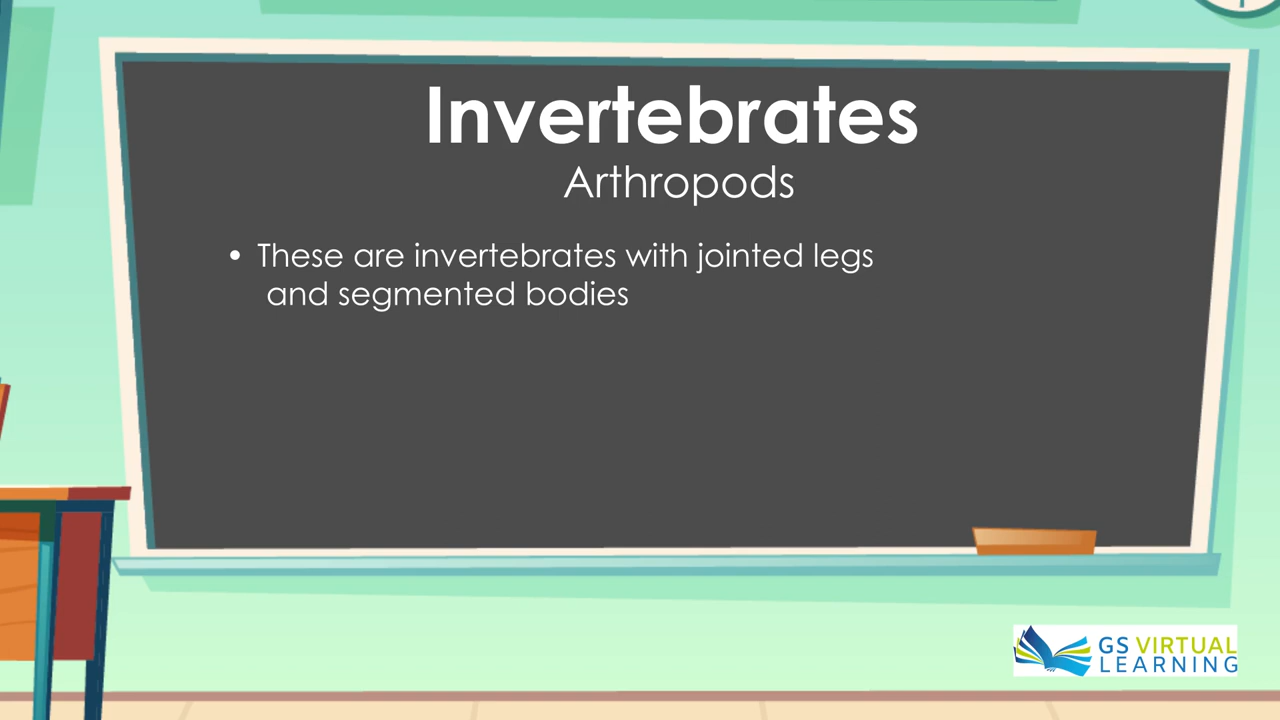 Invertebrates
Arthropods
• These are invertebrates with jointed legs
and segmented bodies
GS VIRTUAL
LEARNING